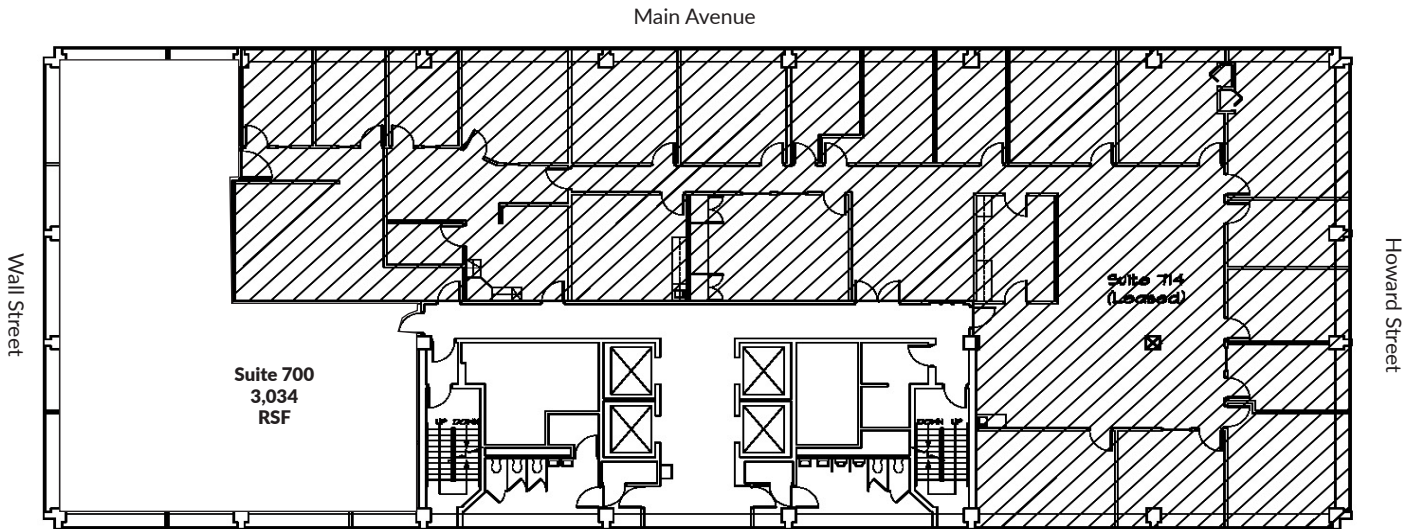 Main Avenue
Wall Street
Howard Street
Suite 714
(Leased)
Suite 700
3,034
RSF
UP DOWN
DOWN UP